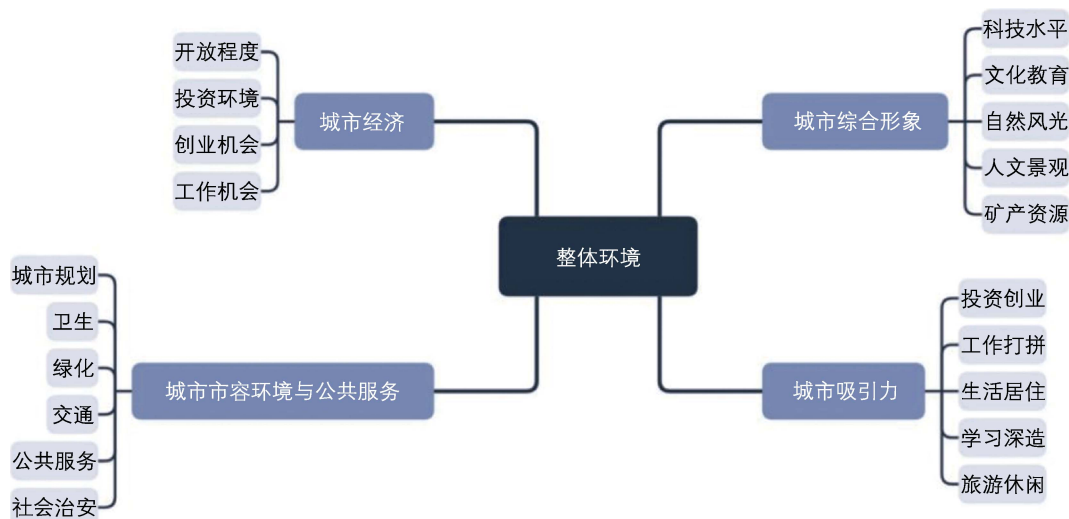 整体环境
城市经济
开放程度
投资环境
创业机会
工作机会
城市综合形象
科技水平
文化教育
自然风光
人文景观
矿产资源
城市市容环境与公共服务
城市规划
卫生
绿化
交通
公共服务
社会治安
城市吸引力
投资创业
工作打拼
生活居住
学习深造
旅游休闲